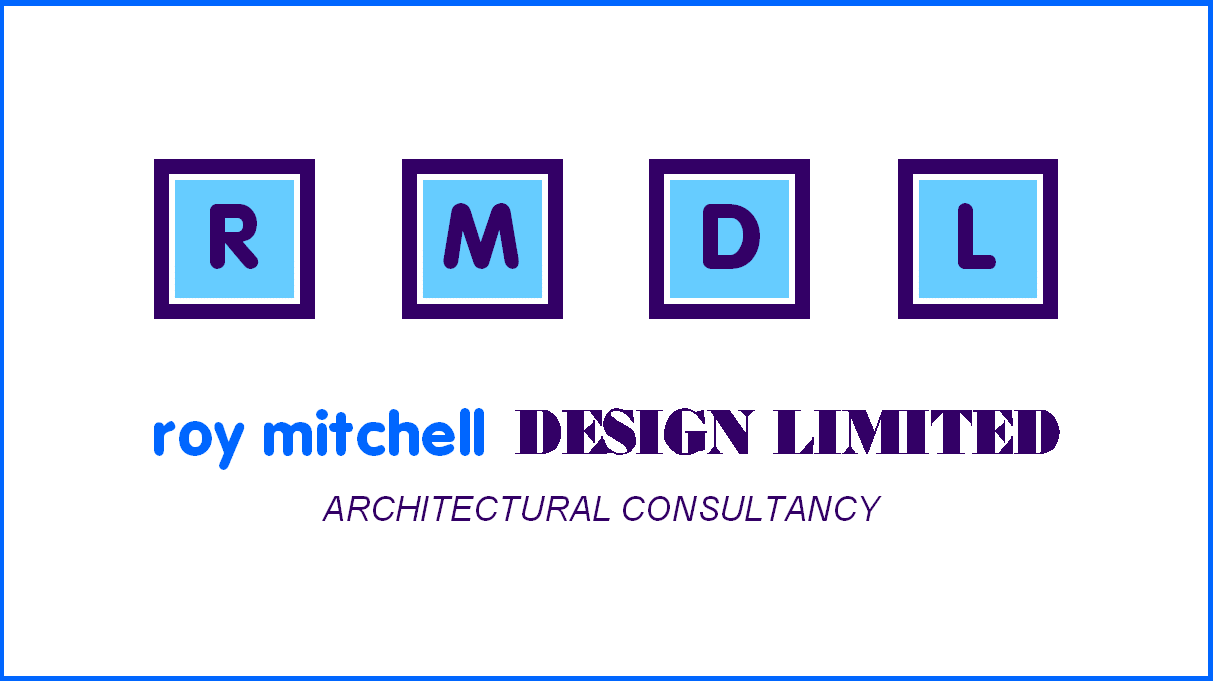 R M D L
roy mitchell DESIGN LIMITED
ARCHITECTURAL CONSULTANCY